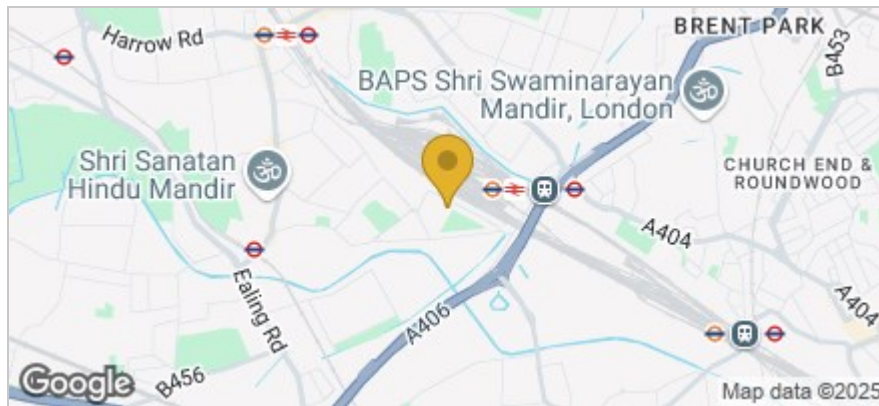 Harrow Rd
BRENT PARK
B453
BAPS Shri Swaminarayan
Mandir, London
Shri Sanatan
Hindu Mandir
CHURCH END &
ROUNDWOOD
A404
Ealing Rd
A406
A404
B456
Google
Map data ©2025